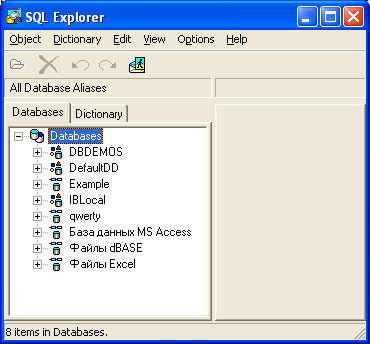 SQL Explorer
Object Dictionary Edit View Options Help
All Database Aliases
Databases Dictionary
Databases
DBDEMOS
DefaultDD
Example
IBLocal
qwerty
База данных MS Access
Файлы dBASE
Файлы Excel
8 items in Databases.